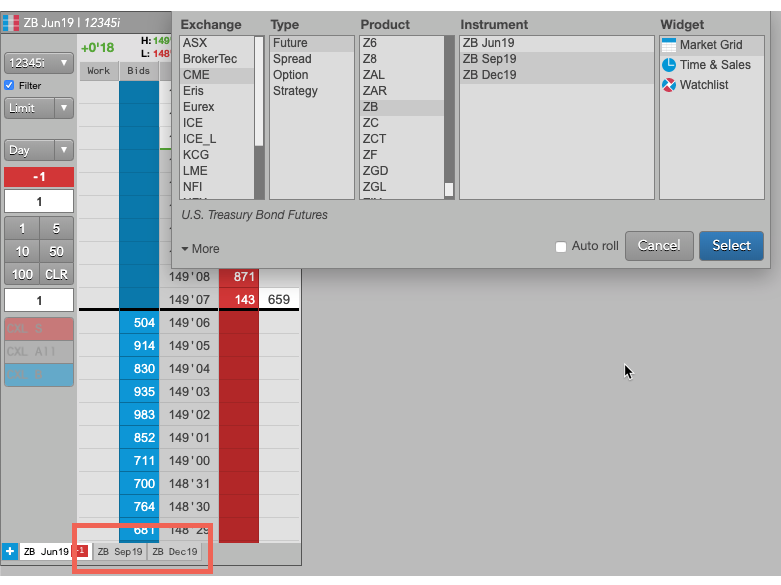 ZB Jun19 | 12345i
+0'18
H: 149'
L: 148'
Work Bids
12345i
Filter
Limit
Day
-1
1
1 5
10 50
100 CLR
1
CXL S
CXL All
Exchange Type Product Instrument Widget
ASX Future Z6 ZB Jun19 Market Grid
BrokerTec Spread Z8 ZB Sep19 Time & Sales
CME Option ZAL ZB Dec19 Watchlist
Eris Strategy ZAR
Eurex ZB
ICE ZC
ICE_L ZCT
KCG ZF
LME ZGD
NFI ZGL
U.S. Treasury Bond Futures
More
Auto roll Cancel Select
149'08 871
149'07 143 659
504 149'06
914 149'05
830 149'04
935 149'03
983 149'02
852 149'01
711 149'00
700 148'31
764 148'30
681 148'29
+ ZB Jun19 -1 ZB Sep19 ZB Dec19